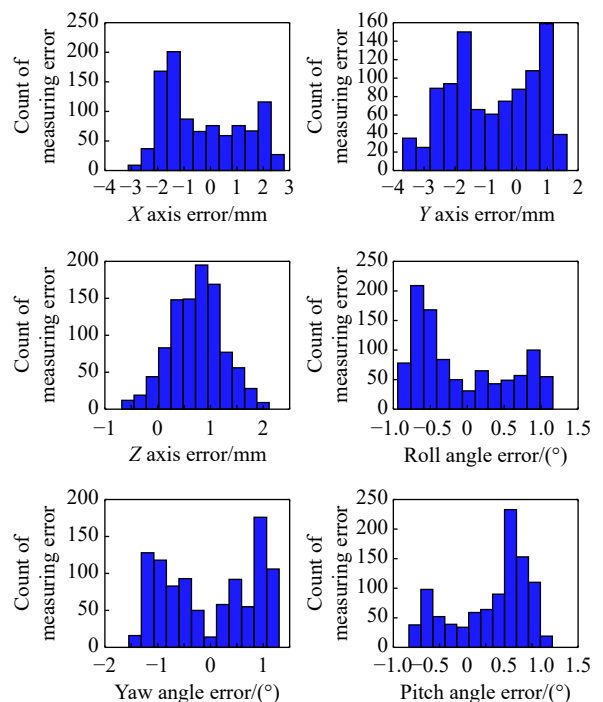 Count of
measuring error
250
200
150
100
50
0
−4 −3 −2 −1 0 1 2 3
X axis error/mm
Count of
measuring error
160
140
120
100
80
60
40
20
0
−4 −2 0 1 2
Y axis error/mm
Count of
measuring error
200
150
100
50
0
−1 0 1 2
Z axis error/mm
Count of
measuring error
250
200
150
100
50
0
−1.0 −0.5 0 0.5 1.0 1.5
Roll angle error/(°)
Count of
measuring error
200
150
100
50
0
−2 −1 0 1
Yaw angle error/(°)
Count of
measuring error
250
200
150
100
50
0
−1.0 −0.5 0 0.5 1.0 1.5
Pitch angle error/(°)